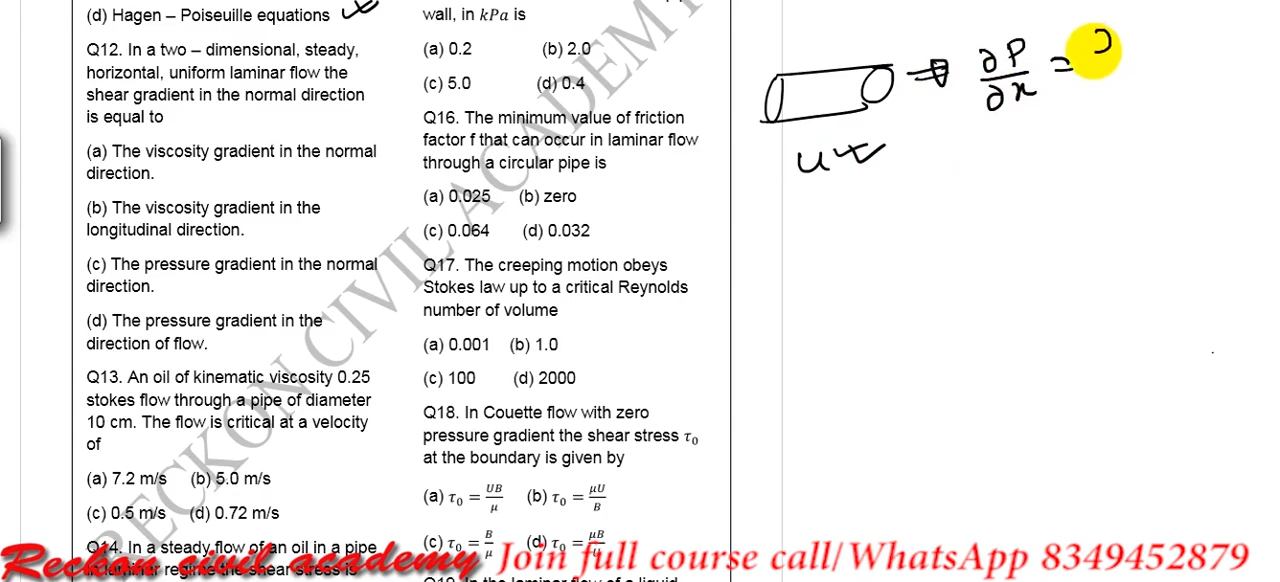 (d) Hagen – Poiseuille equations
Q12. In a two – dimensional, steady,
horizontal, uniform laminar flow the
shear gradient in the normal direction
is equal to
(a) The viscosity gradient in the normal
direction.
(b) The viscosity gradient in the
longitudinal direction.
(c) The pressure gradient in the normal
direction.
(d) The pressure gradient in the
direction of flow.
Q13. An oil of kinematic viscosity 0.25
stokes flow through a pipe of diameter
10 cm. The flow is critical at a velocity
of
(a) 7.2 m/s (b) 5.0 m/s
(c) 0.5 m/s (d) 0.72 m/s
Q14. In a steady flow of an oil in a pipe
in laminar regime the shear stress is
wall, in kPa is
(a) 0.2 (b) 2.0
(c) 5.0 (d) 0.4
Q16. The minimum value of friction
factor f that can occur in laminar flow
through a circular pipe is
(a) 0.025 (b) zero
(c) 0.064 (d) 0.032
Q17. The creeping motion obeys
Stokes law up to a critical Reynolds
number of volume
(a) 0.001 (b) 1.0
(c) 100 (d) 2000
Q18. In Couette flow with zero
pressure gradient the shear stress τ₀
at the boundary is given by
(a) τ₀ = UB/μ (b) τ₀ = μU/B
(c) τ₀ = B/μ (d) τ₀ = μB/U
∂P/∂x =
RECKON CIVIL ACADEMY
Reckon civil academy Join full course call/WhatsApp 8349452879